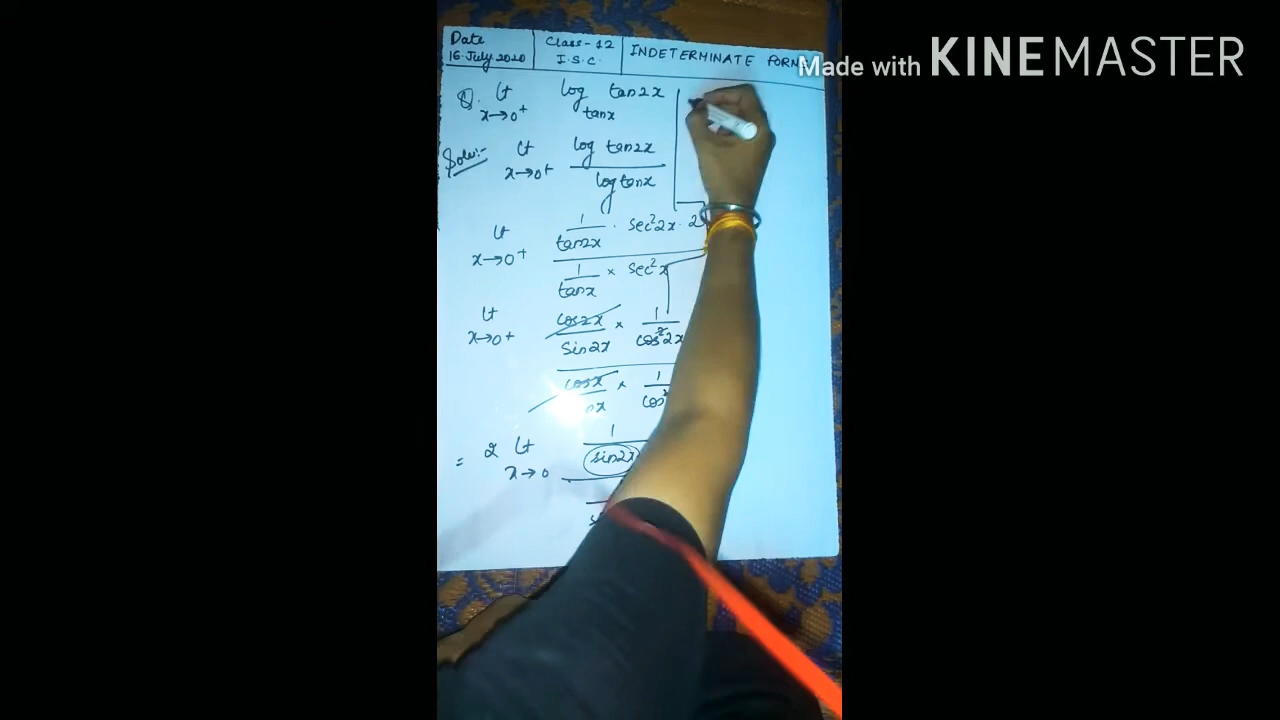 Date
16 July 2020
Class-12
I.S.C.
INDETERMINATE FORMS
Made with KINEMASTER
Q. Lt x→0+ log tan2x
tanx
Soln:- Lt x→0+ log tan2x
log tanx
Lt x→0+ 1/tan2x · sec²2x · 2
1/tanx × sec²x
Lt x→0+ cos2x/sin2x × 1/cos²2x
cosx × 1
= 2 Lt x→0 1
sin2x